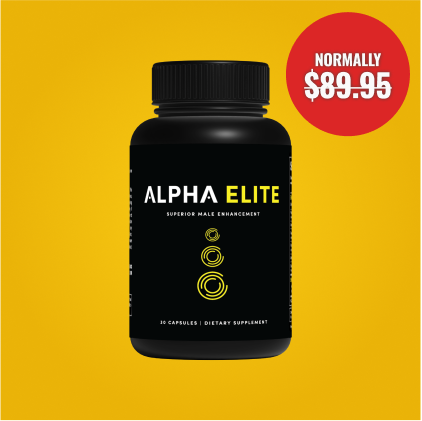 NORMALLY
$89.95
ALPHA ELITE
SUPERIOR MALE ENHANCEMENT
30 CAPSULES | DIETARY SUPPLEMENT